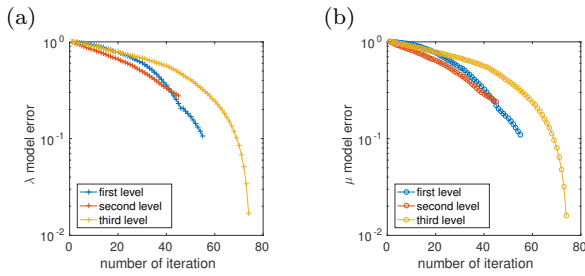 (a)
10^0
10^-1
10^-2
λ model error
first level
second level
third level
0 20 40 60 80
number of iteration
(b)
10^0
10^-1
10^-2
μ model error
first level
second level
third level
0 20 40 60 80
number of iteration